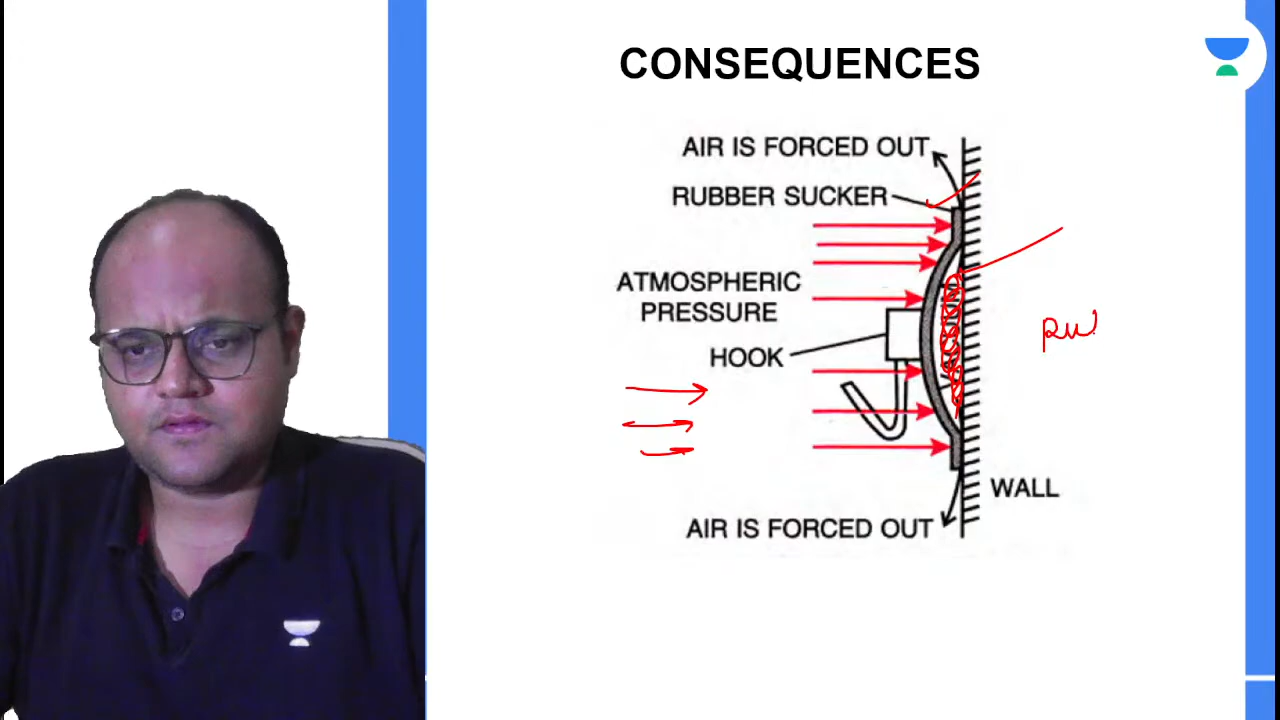 CONSEQUENCES
AIR IS FORCED OUT
RUBBER SUCKER
ATMOSPHERIC
PRESSURE
HOOK
WALL
AIR IS FORCED OUT